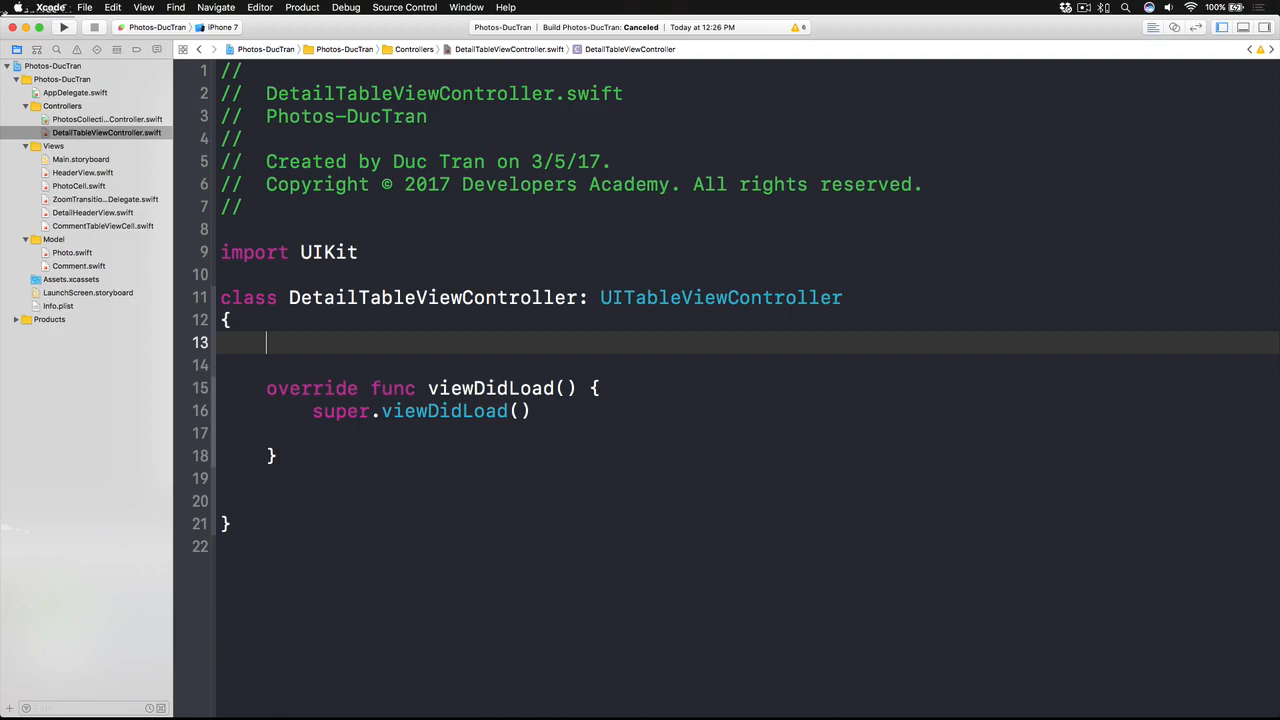 Xcode File Edit View Find Navigate Editor Product Debug Source Control Window Help 100%
Photos-DucTran iPhone 7 Photos-DucTran Build Photos-DucTran: Canceled Today at 12:26 PM 6
Photos-DucTran Photos-DucTran Controllers DetailTableViewController.swift DetailTableViewController
Photos-DucTran
Photos-DucTran
AppDelegate.swift
Controllers
PhotosCollecti...Controller.swift
DetailTableViewController.swift
Views
Main.storyboard
HeaderView.swift
PhotoCell.swift
ZoomTransitio...Delegate.swift
DetailHeaderView.swift
CommentTableViewCell.swift
Model
Photo.swift
Comment.swift
Assets.xcassets
LaunchScreen.storyboard
Info.plist
Products
1 //
2 // DetailTableViewController.swift
3 // Photos-DucTran
4 //
5 // Created by Duc Tran on 3/5/17.
6 // Copyright © 2017 Developers Academy. All rights reserved.
7 //
8
9 import UIKit
10
11 class DetailTableViewController: UITableViewController
12 {
13
14
15 override func viewDidLoad() {
16 super.viewDidLoad()
17
18 }
19
20
21 }
22